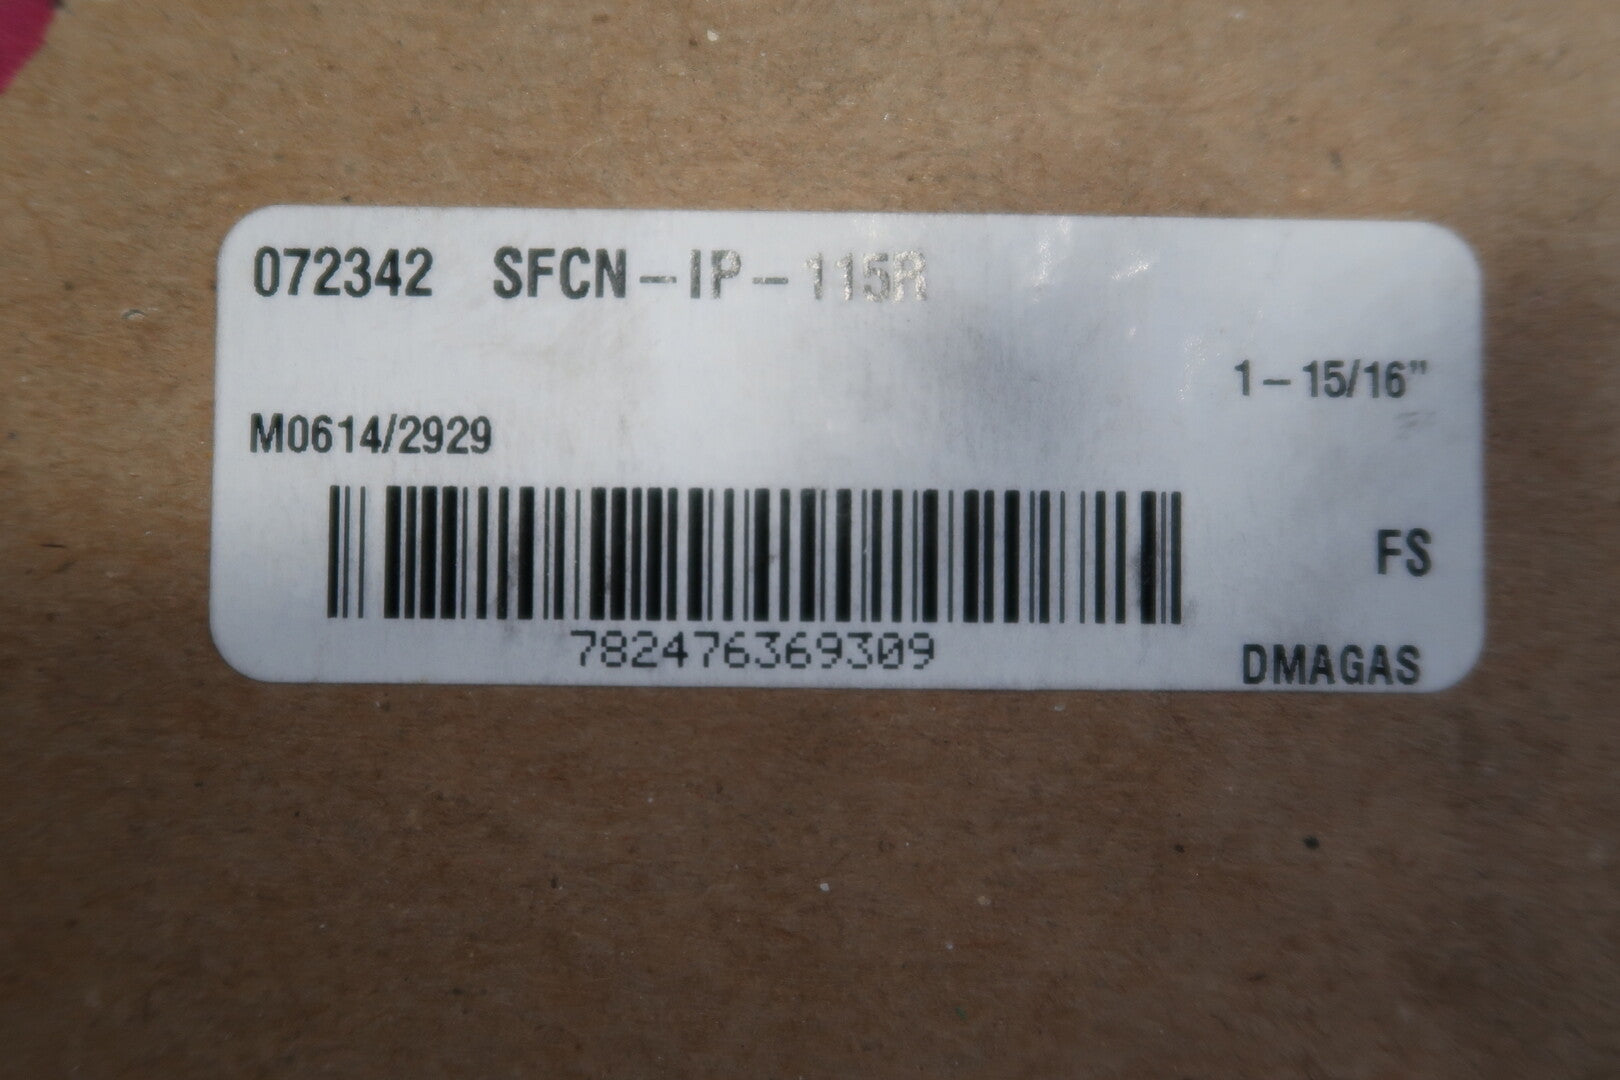 072342 SFCN-IP-115R
1-15/16"
M0614/2929
FS
782476369309
DMAGAS